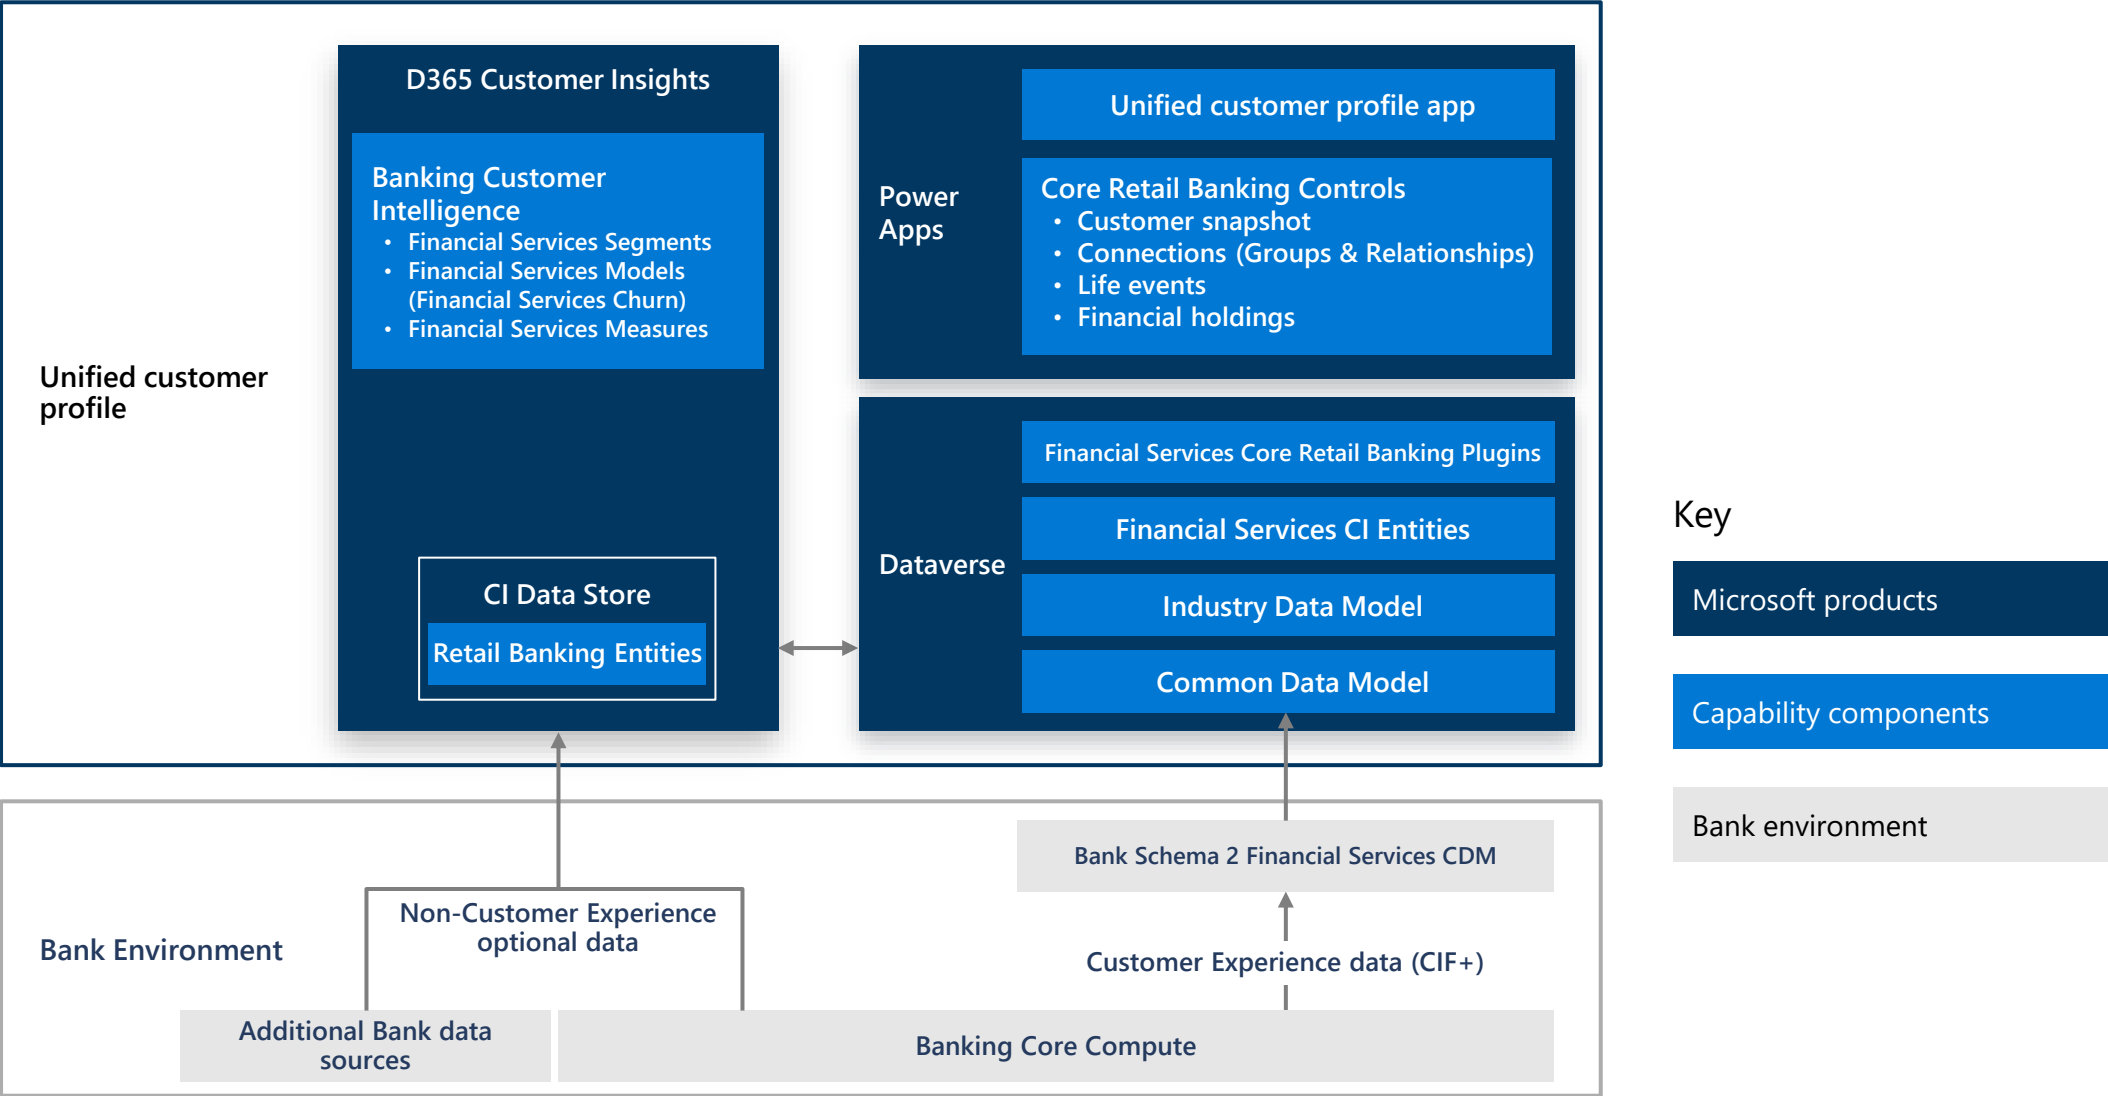 Unified customer
profile
D365 Customer Insights
Banking Customer
Intelligence
• Financial Services Segments
• Financial Services Models
(Financial Services Churn)
• Financial Services Measures
CI Data Store
Retail Banking Entities
Power
Apps
Unified customer profile app
Core Retail Banking Controls
• Customer snapshot
• Connections (Groups & Relationships)
• Life events
• Financial holdings
Dataverse
Financial Services Core Retail Banking Plugins
Financial Services CI Entities
Industry Data Model
Common Data Model
Bank Environment
Non-Customer Experience
optional data
Additional Bank data
sources
Bank Schema 2 Financial Services CDM
Customer Experience data (CIF+)
Banking Core Compute
Key
Microsoft products
Capability components
Bank environment